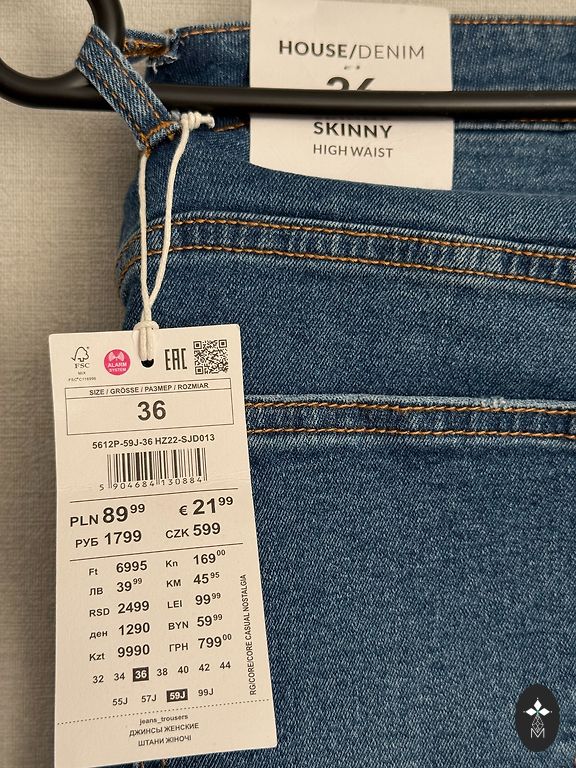 HOUSE/DENIM
SKINNY
HIGH WAIST
FSC
MIX
ALARM
SYSTEM
EAC
SIZE / GRÖSSE / РАЗМЕР / ROZMIAR
36
5612P-59J-36 HZ22-SJD013
5 904684 130884
PLN 89 99 € 21 99
РУБ 1799 CZK 599
Ft 6995 Kn 169 00
ЛВ 39 99 KM 45 95
RSD 2499 LEI 99 99
ден 1290 BYN 59 99
Kzt 9990 ГРН 799 00
32 34 36 38 40 42 44
55J 57J 59J 99J
RG/CORE/CORE CASUAL NOSTALGIA
jeans_trousers
ДЖИНСЫ ЖЕНСКИЕ
ШТАНИ ЖІНОЧІ
M